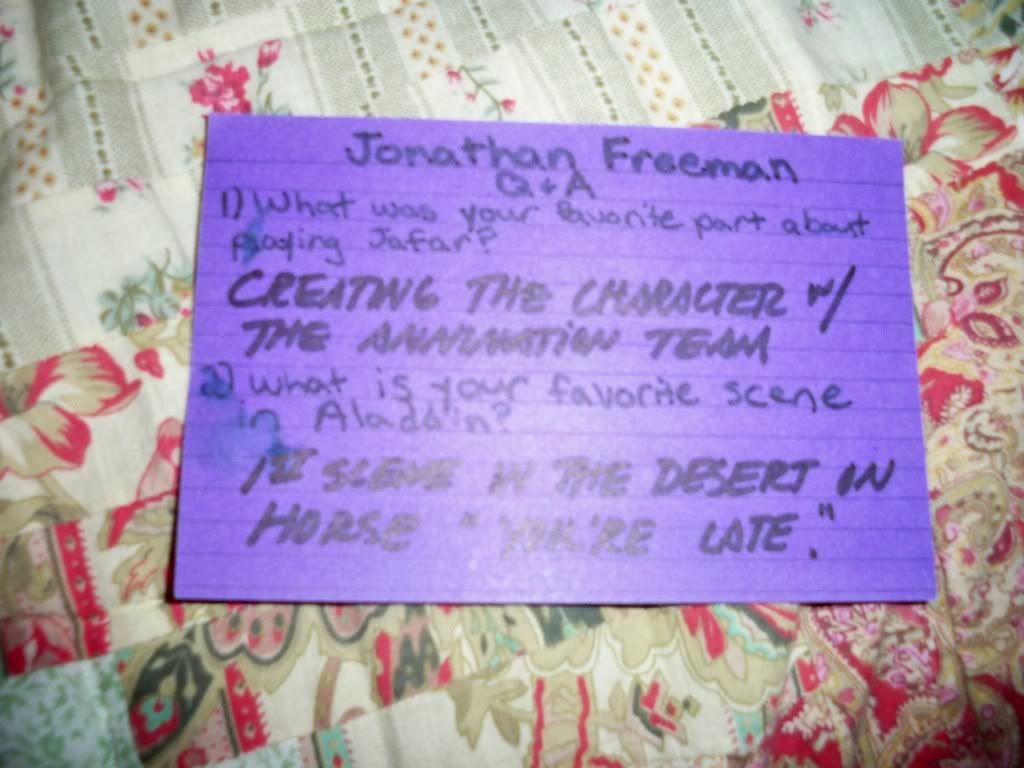 Jonathan Freeman
Q & A
1) What was your favorite part about
playing Jafar?
CREATING THE CHARACTER W/
THE ANAIMATION TEAM
2) What is your favorite scene
in Aladdin?
1ST SCENE IN THE DESERT ON
HORSE "YOU'RE LATE."